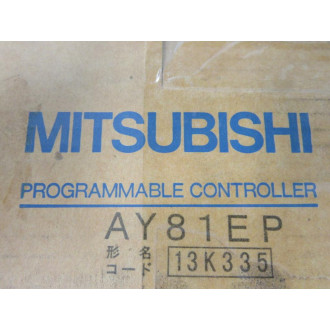 MITSUBISHI
PROGRAMMABLE CONTROLLER
AY81EP
形名
コード 13K335